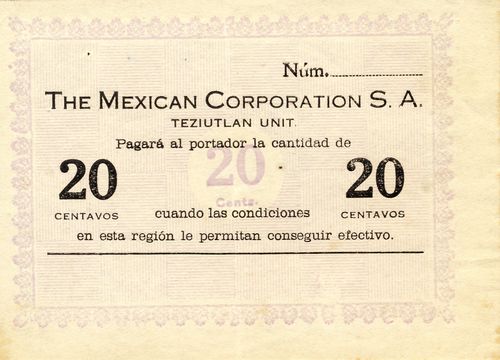 Núm.
THE MEXICAN CORPORATION S. A.
TEZIUTLAN UNIT.
Pagará al portador la cantidad de
20 20 20
Cents.
CENTAVOS cuando las condiciones CENTAVOS
en esta región le permitan conseguir efectivo.